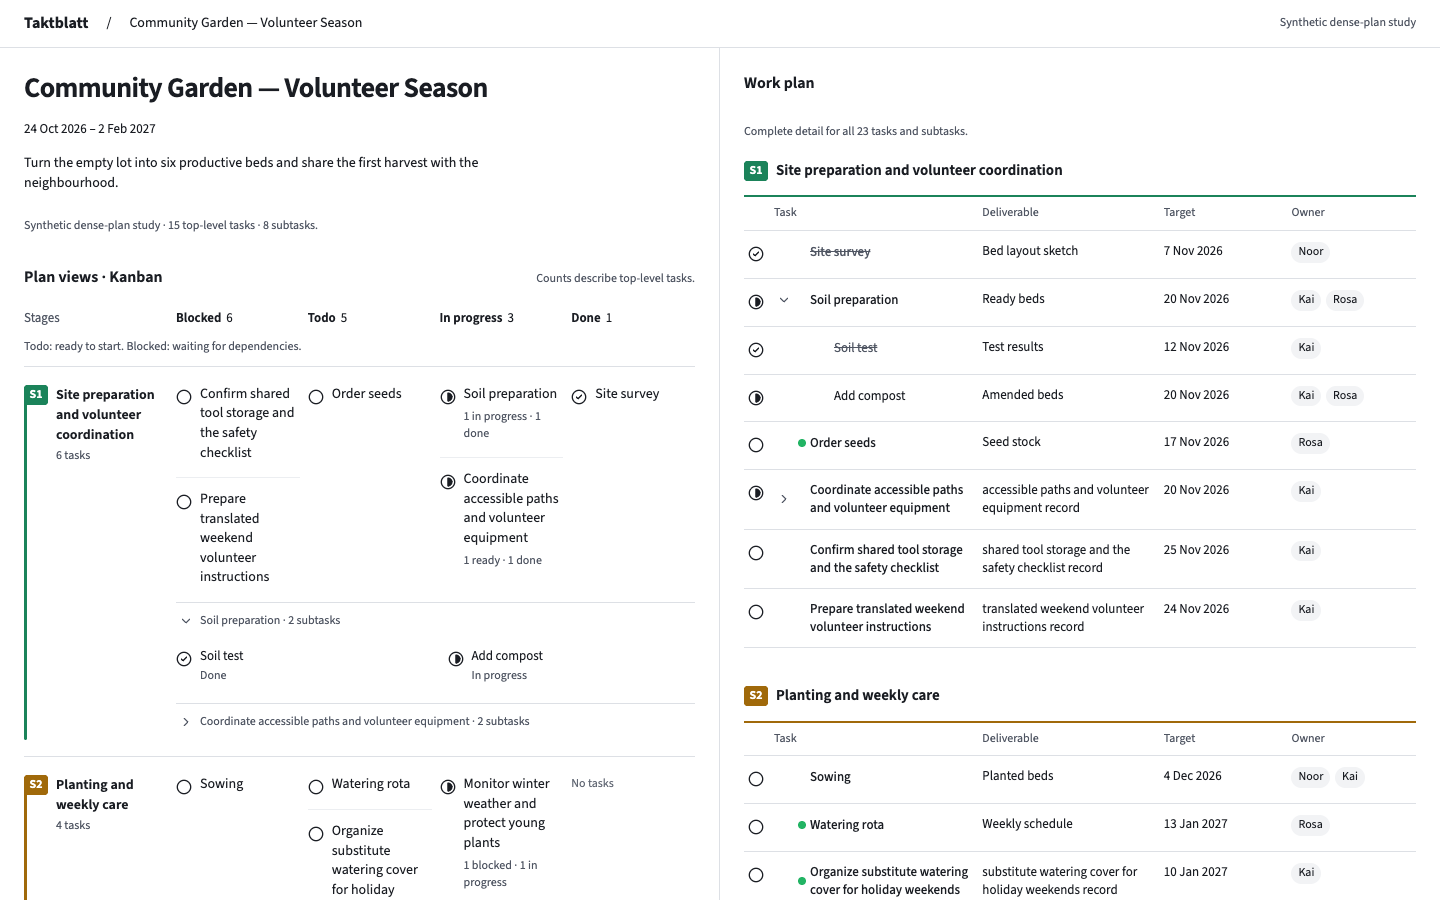 Taktblatt / Community Garden — Volunteer Season
Synthetic dense-plan study
Community Garden — Volunteer Season
24 Oct 2026 – 2 Feb 2027
Turn the empty lot into six productive beds and share the first harvest with the
neighbourhood.
Synthetic dense-plan study · 15 top-level tasks · 8 subtasks.
Plan views · Kanban
Counts describe top-level tasks.
Stages
Blocked 6
Todo 5
In progress 3
Done 1
Todo: ready to start. Blocked: waiting for dependencies.
S1
Site preparation
and volunteer
coordination
6 tasks
Confirm shared
tool storage and
the safety
checklist
Prepare
translated
weekend
volunteer
instructions
Order seeds
Soil preparation
1 in progress · 1
done
Coordinate
accessible paths
and volunteer
equipment
1 ready · 1 done
Site survey
Soil preparation · 2 subtasks
Soil test
Done
Add compost
In progress
Coordinate accessible paths and volunteer equipment · 2 subtasks
S2
Planting and
weekly care
4 tasks
Sowing
Watering rota
Organize
substitute
watering cover
for holiday
Monitor winter
weather and
protect young
plants
1 blocked · 1 in
progress
No tasks
Work plan
Complete detail for all 23 tasks and subtasks.
S1 Site preparation and volunteer coordination
Task Deliverable Target Owner
Site survey Bed layout sketch 7 Nov 2026 Noor
Soil preparation Ready beds 20 Nov 2026 Kai Rosa
Soil test Test results 12 Nov 2026 Kai
Add compost Amended beds 20 Nov 2026 Kai Rosa
Order seeds Seed stock 17 Nov 2026 Rosa
Coordinate accessible paths accessible paths and volunteer 20 Nov 2026 Kai
and volunteer equipment equipment record
Confirm shared tool storage shared tool storage and the 25 Nov 2026 Kai
and the safety checklist safety checklist record
Prepare translated weekend translated weekend volunteer 24 Nov 2026 Kai
volunteer instructions instructions record
S2 Planting and weekly care
Task Deliverable Target Owner
Sowing Planted beds 4 Dec 2026 Noor Kai
Watering rota Weekly schedule 13 Jan 2027 Rosa
Organize substitute watering substitute watering cover for 10 Jan 2027 Kai
cover for holiday weekends holiday weekends record